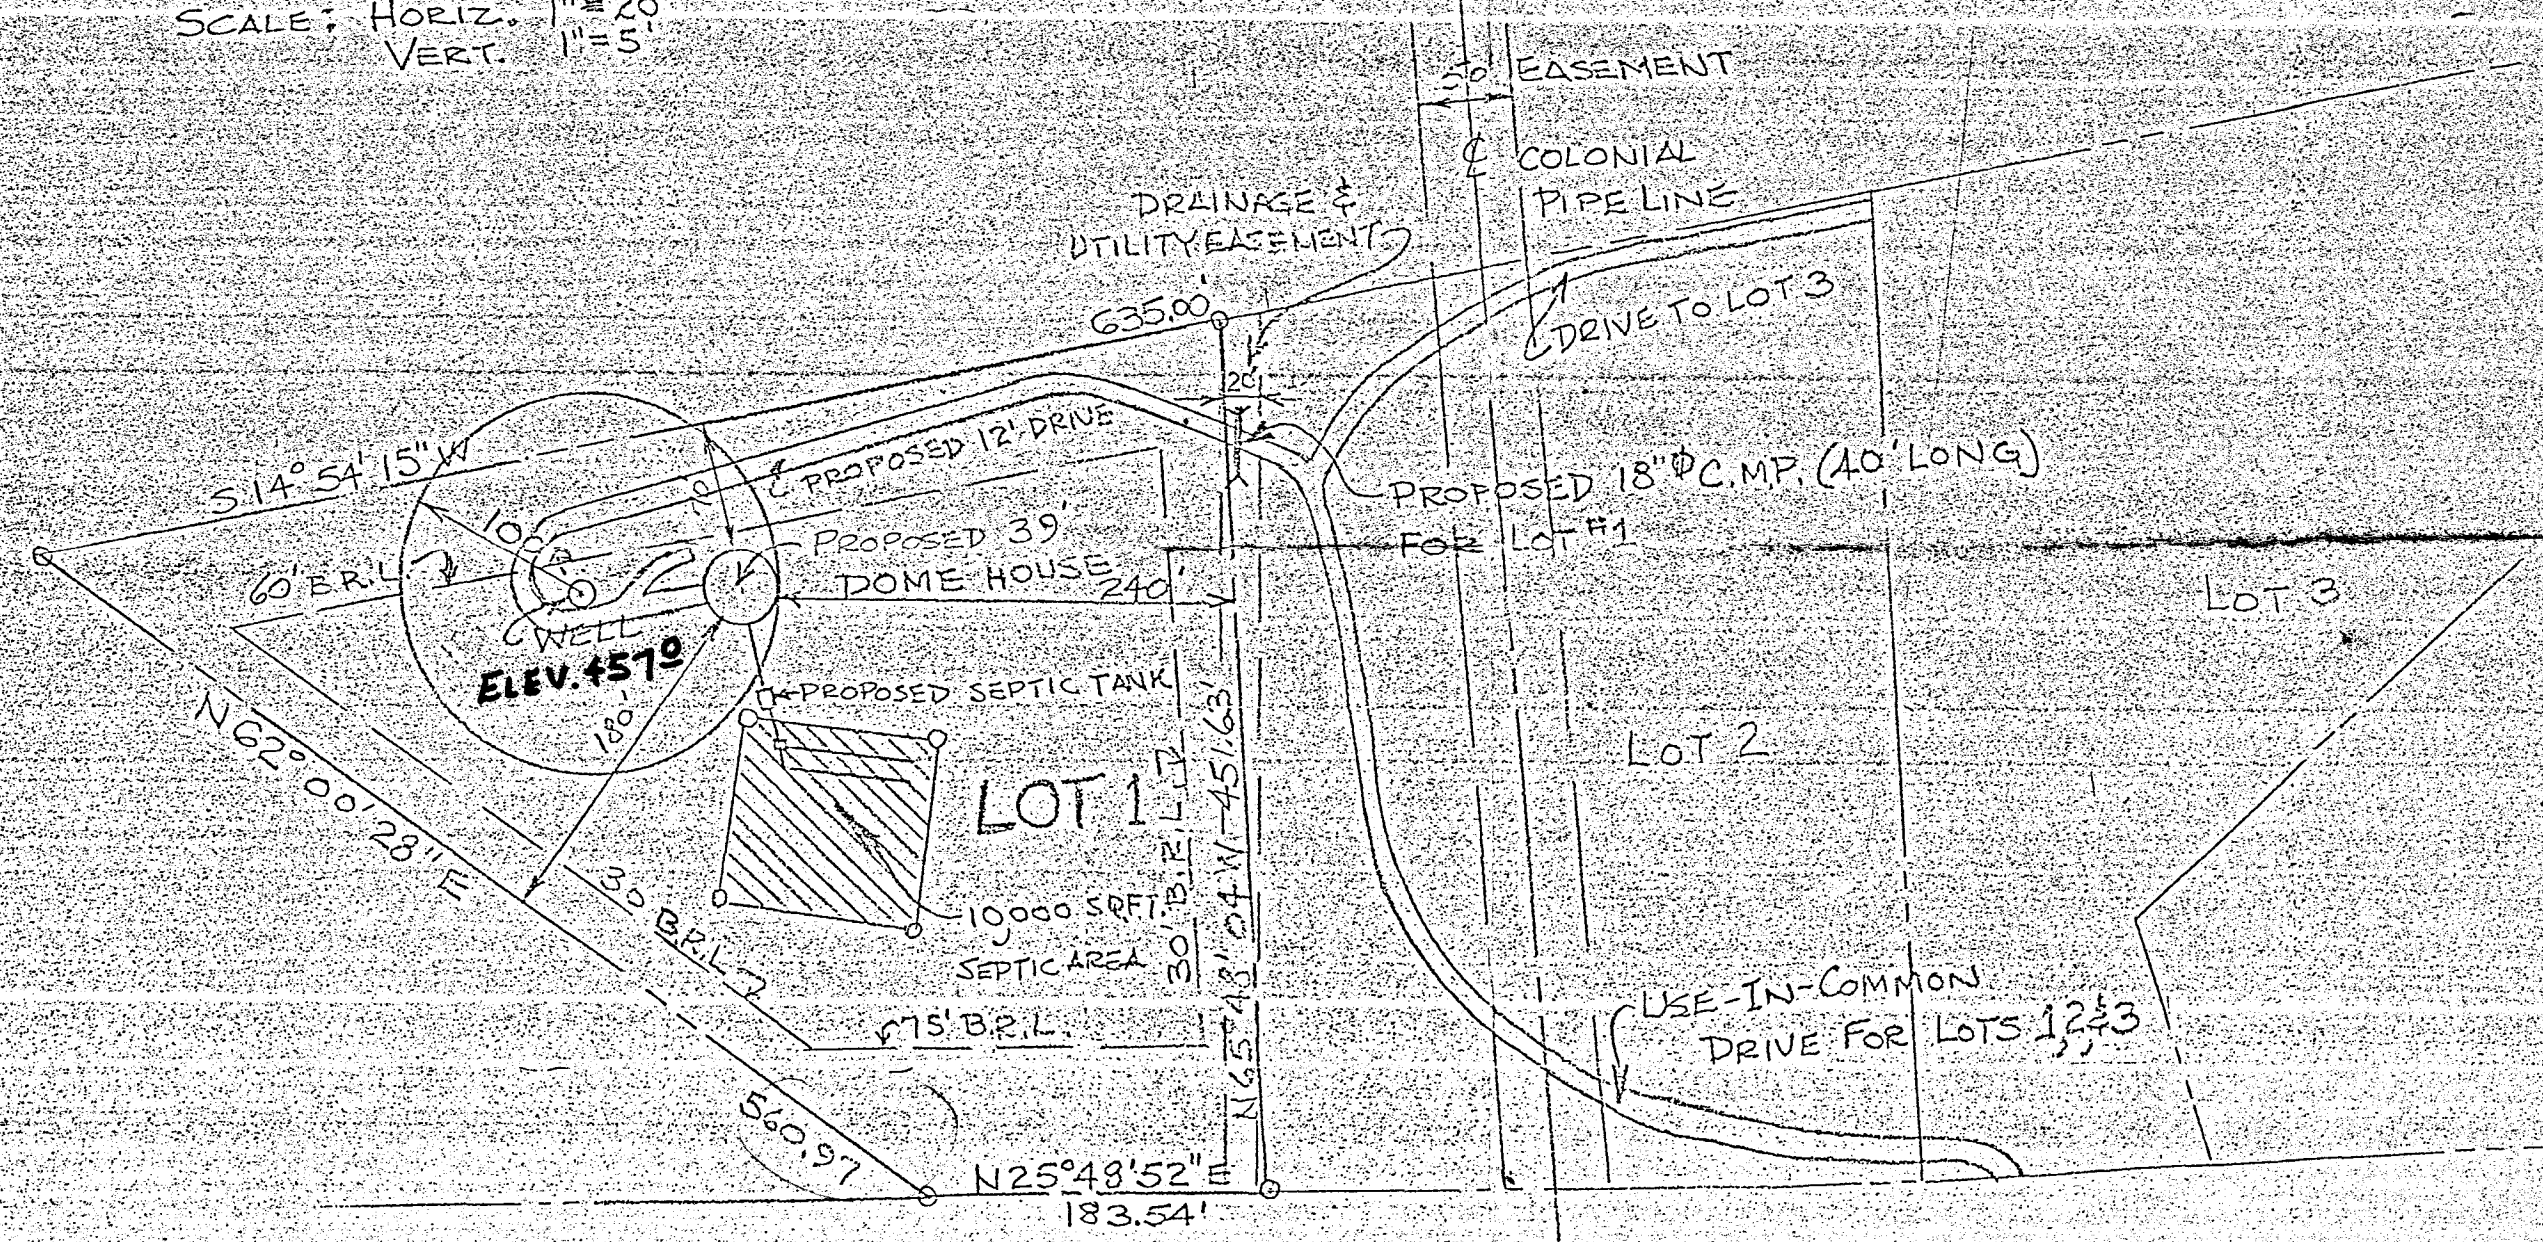 SCALE: HORIZ. 1"=20'
VERT. 1"=5'
50' EASEMENT
℄ COLONIAL
PIPE LINE
DRAINAGE &
UTILITY EASEMENT
635.00'
DRIVE TO LOT 3
20'
S 14° 54' 15" W
PROPOSED 12' DRIVE
PROPOSED 18"Φ C.M.P. (40' LONG)
FOR LOT #1
60' B.R.L.
PROPOSED 39'
DOME HOUSE
240'
LOT 3
WELL
ELEV. 457º
180'
PROPOSED SEPTIC TANK
N 62° 00' 28" E
LOT 2
LOT 1
30' B.R.L.
N 65° 48' 04" W 451.63'
30' B.R.L.
10,000 SQ.FT.
SEPTIC AREA
75' B.R.L.
USE-IN-COMMON
DRIVE FOR LOTS 1, 2, & 3
560.97
N 25° 48' 52" E
183.54'